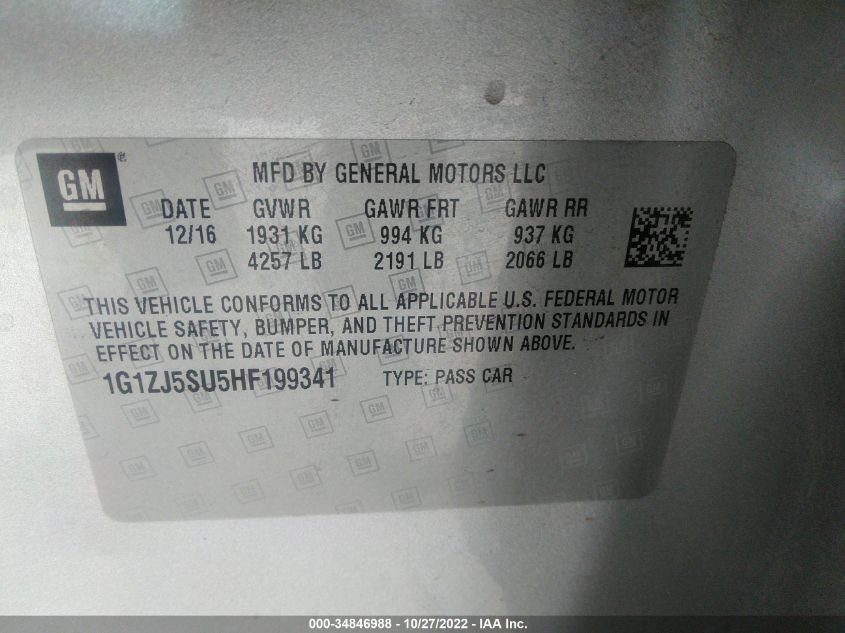 GM®
MFD BY GENERAL MOTORS LLC
DATE GVWR GAWR FRT GAWR RR
12/16 1931 KG 994 KG 937 KG
4257 LB 2191 LB 2066 LB
THIS VEHICLE CONFORMS TO ALL APPLICABLE U.S. FEDERAL MOTOR
VEHICLE SAFETY, BUMPER, AND THEFT PREVENTION STANDARDS IN
EFFECT ON THE DATE OF MANUFACTURE SHOWN ABOVE.
1G1ZJ5SU5HF199341 TYPE: PASS CAR
000-34846988 - 10/27/2022 - IAA Inc.